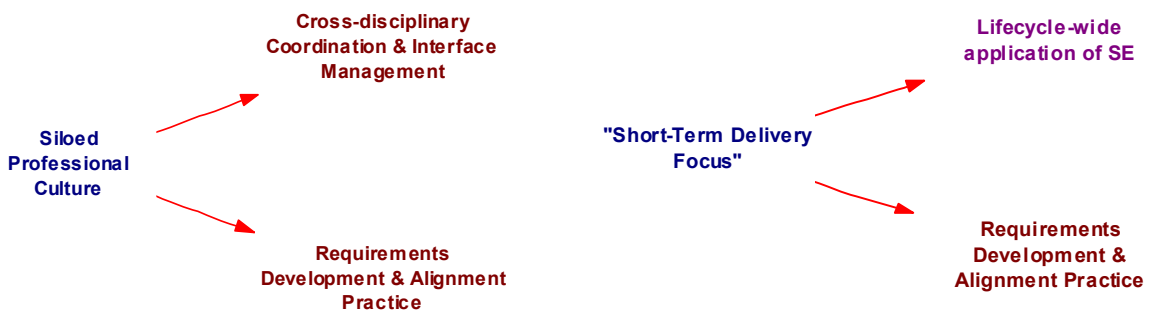 Cross-disciplinary
Coordination & Interface
Management
Siloed
Professional
Culture
Requirements
Development & Alignment
Practice
Lifecycle-wide
application of SE
"Short-Term Delivery
Focus"
Requirements
Development &
Alignment Practice